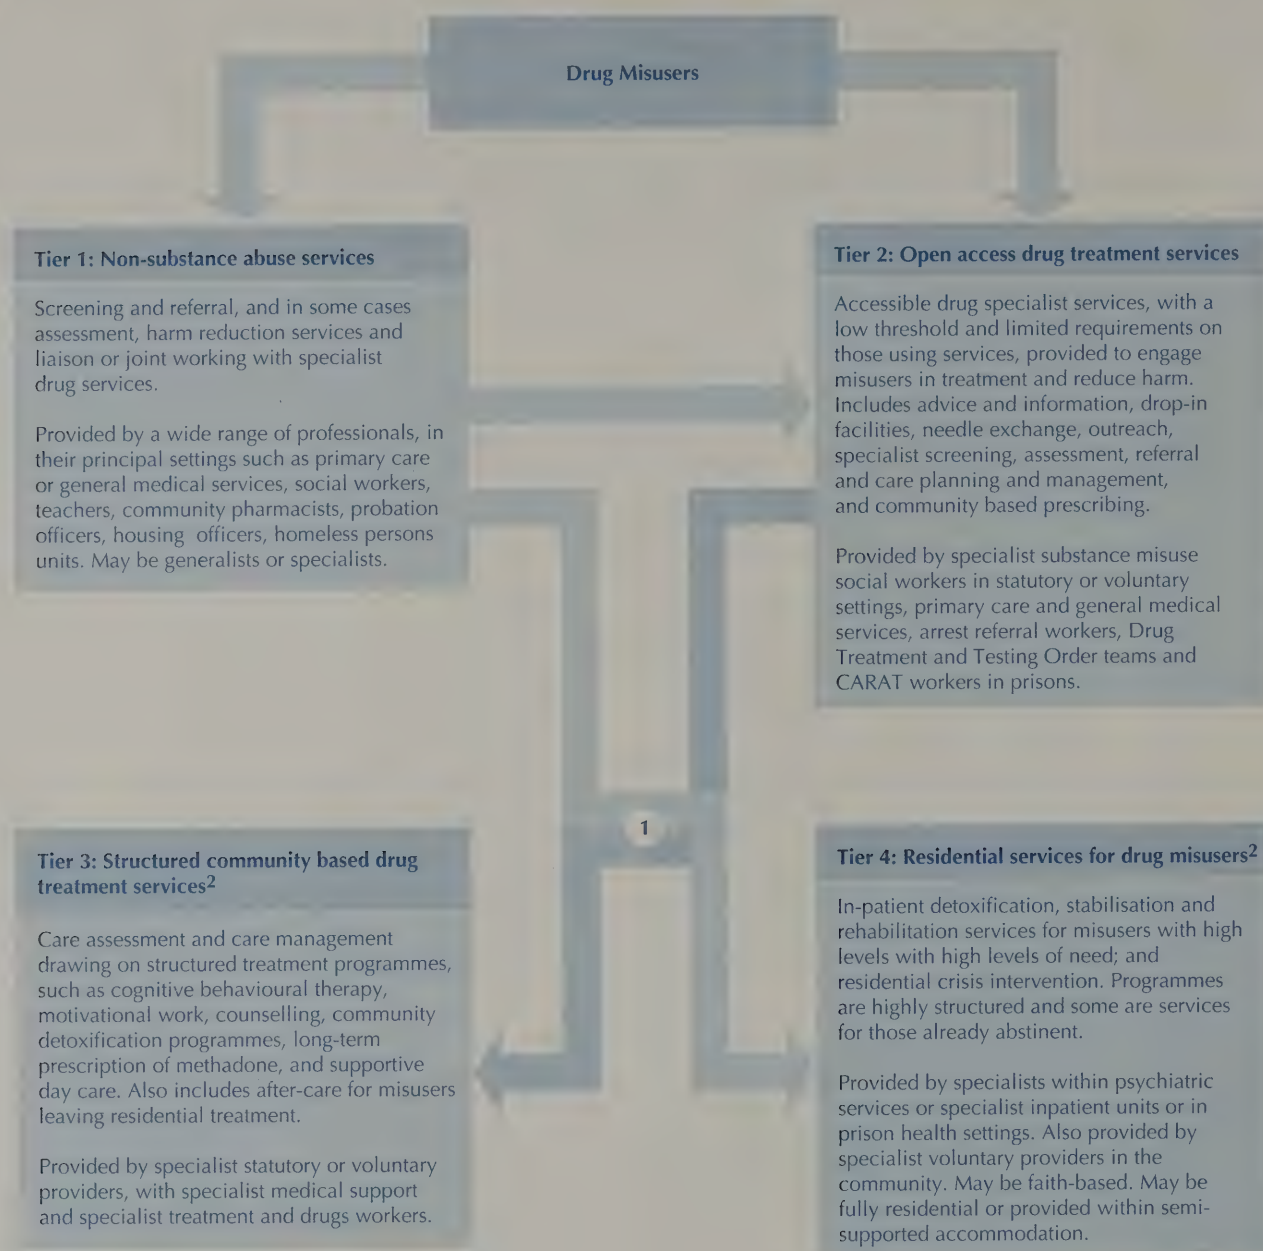 Drug Misusers
Tier 1: Non-substance abuse services
Screening and referral, and in some cases
assessment, harm reduction services and
liaison or joint working with specialist
drug services.
Provided by a wide range of professionals, in
their principal settings such as primary care
or general medical services, social workers,
teachers, community pharmacists, probation
officers, housing officers, homeless persons
units. May be generalists or specialists.
Tier 2: Open access drug treatment services
Accessible drug specialist services, with a
low threshold and limited requirements on
those using services, provided to engage
misusers in treatment and reduce harm.
Includes advice and information, drop-in
facilities, needle exchange, outreach,
specialist screening, assessment, referral
and care planning and management,
and community based prescribing.
Provided by specialist substance misuse
social workers in statutory or voluntary
settings, primary care and general medical
services, arrest referral workers, Drug
Treatment and Testing Order teams and
CARAT workers in prisons.
1
Tier 3: Structured community based drug
treatment services2
Care assessment and care management
drawing on structured treatment programmes,
such as cognitive behavioural therapy,
motivational work, counselling, community
detoxification programmes, long-term
prescription of methadone, and supportive
day care. Also includes after-care for misusers
leaving residential treatment.
Provided by specialist statutory or voluntary
providers, with specialist medical support
and specialist treatment and drugs workers.
Tier 4: Residential services for drug misusers2
In-patient detoxification, stabilisation and
rehabilitation services for misusers with high
levels with high levels of need; and
residential crisis intervention. Programmes
are highly structured and some are services
for those already abstinent.
Provided by specialists within psychiatric
services or specialist inpatient units or in
prison health settings. Also provided by
specialist voluntary providers in the
community. May be faith-based. May be
fully residential or provided within semi-
supported accommodation.